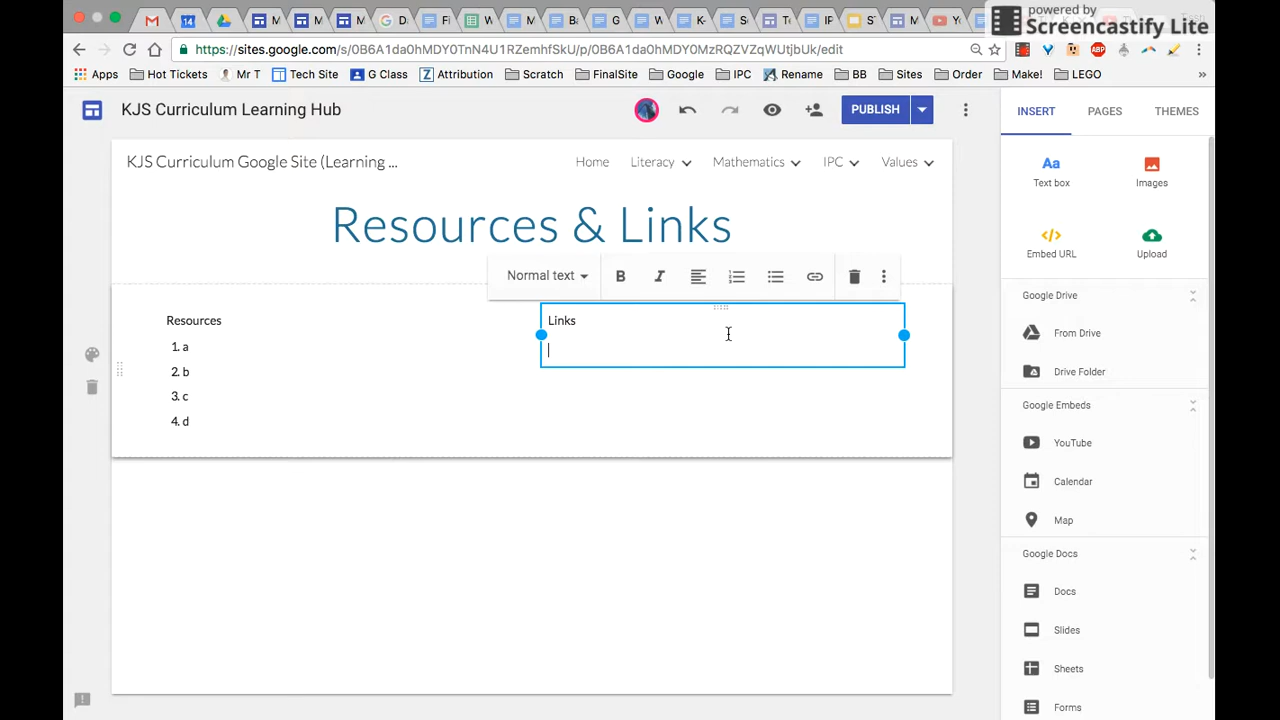 powered by
Screencastify Lite
https://sites.google.com/s/0B6A1da0hMDY0TnN4U1RZemhfSkU/p/0B6A1da0hMDY0MzRQZVZqWUtjbUk/edit
Apps
Hot Tickets
Mr T
Tech Site
G Class
Attribution
Scratch
FinalSite
Google
IPC
Rename
BB
Sites
Order
Make!
LEGO
KJS Curriculum Learning Hub
PUBLISH
INSERT
PAGES
THEMES
KJS Curriculum Google Site (Learning ...
Home
Literacy
Mathematics
IPC
Values
Resources & Links
Normal text
Resources
1. a
2. b
3. c
4. d
Links
Text box
Images
Embed URL
Upload
Google Drive
From Drive
Drive Folder
Google Embeds
YouTube
Calendar
Map
Google Docs
Docs
Slides
Sheets
Forms